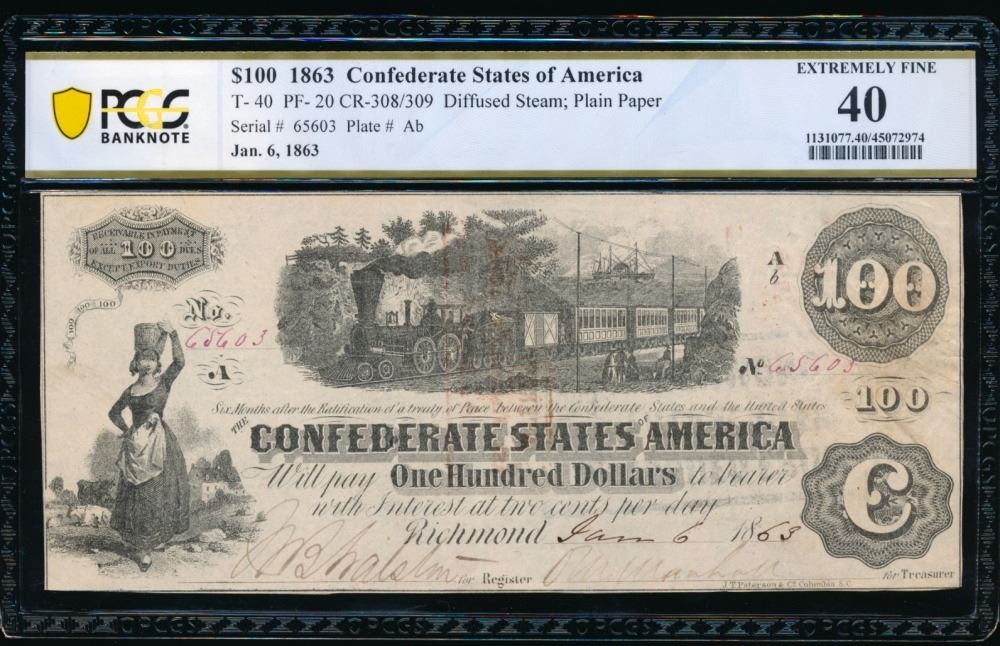 $100 1863 Confederate States of America
T- 40 PF- 20 CR-308/309 Diffused Steam; Plain Paper
Serial # 65603 Plate # Ab
Jan. 6, 1863
PCGS
BANKNOTE
EXTREMELY FINE
40
1131077.40/45072974
RECEIVABLE IN PAYMENT
OF ALL 100 DUES
EXCEPT EXPORT DUTIES
100 100 100
No.
65603
A
A
b
100
No 65603
100
Six Months after the Ratification of a treaty of Peace between the Confederate States and the United States
THE CONFEDERATE STATES OF AMERICA
Will pay One Hundred Dollars to bearer
with Interest at two cents per day
Richmond Jan 6 1863
C
for Register
for Treasurer
J.T. Paterson & Co Columbia S.C.